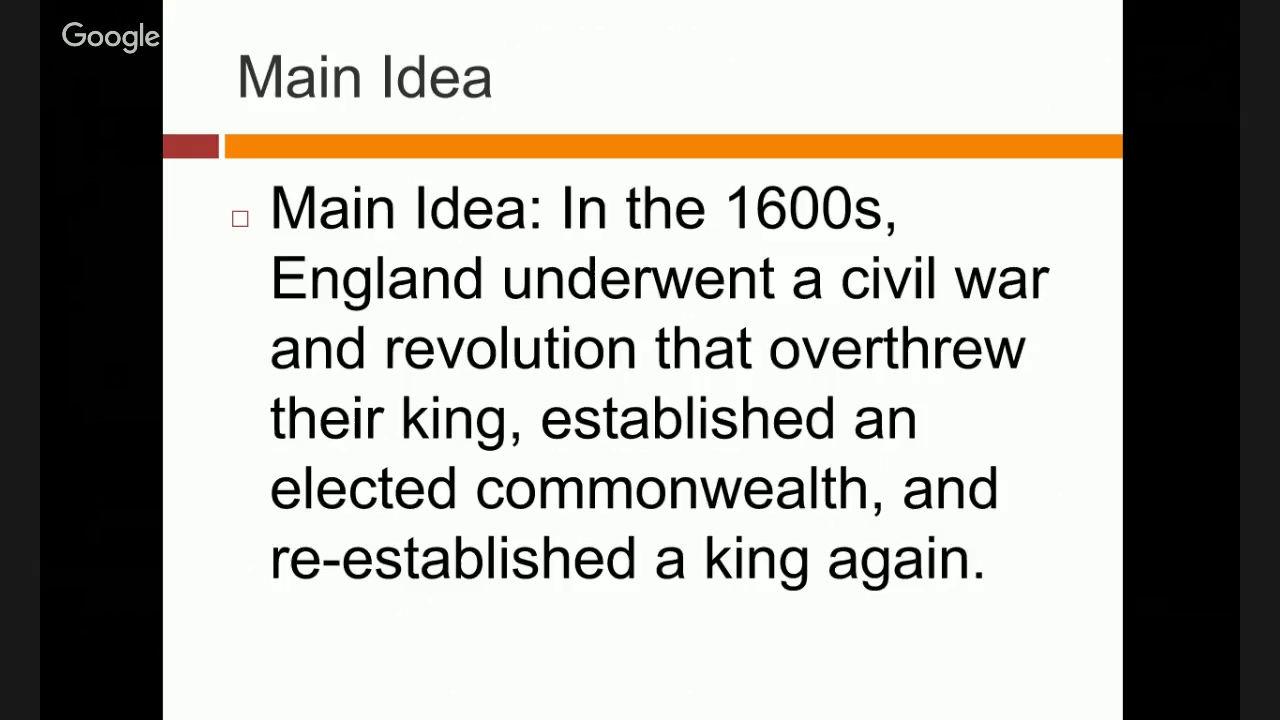 Google
Main Idea
Main Idea: In the 1600s,
England underwent a civil war
and revolution that overthrew
their king, established an
elected commonwealth, and
re-established a king again.